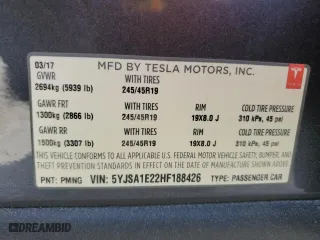 03/17 MFD BY TESLA MOTORS, INC.
GVWR WITH TIRES
2694kg (5939 lb) 245/45R19
GAWR FRT WITH TIRES RIM COLD TIRE PRESSURE
1300kg (2866 lb) 245/45R19 19X8.0 J 310 kPa, 45 psi
GAWR RR WITH TIRES RIM COLD TIRE PRESSURE
1500kg (3307 lb) 245/45R19 19X8.0 J 310 kPa, 45 psi
THIS VEHICLE CONFORMS TO ALL APPLICABLE U.S. FEDERAL MOTOR VEHICLE SAFETY, BUMPER, AND
THEFT PREVENTION STANDARDS IN EFFECT ON THE DATE OF MANUFACTURE SHOWN ABOVE.
PNT: PMNG VIN: 5YJSA1E22HF188426 TYPE: PASSENGER CAR
DREAMBID